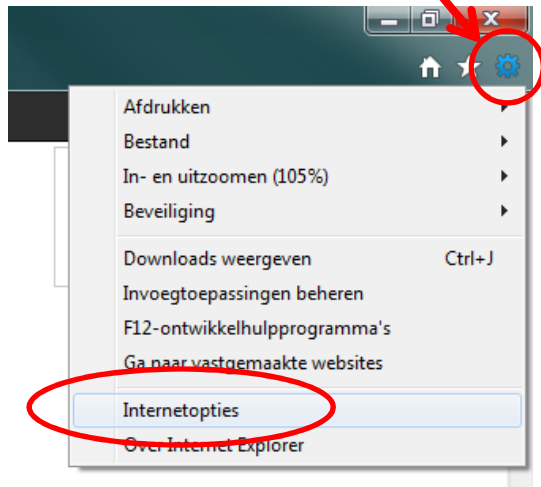 Afdrukken
Bestand
In- en uitzoomen (105%)
Beveiliging
Downloads weergeven Ctrl+J
Invoegtoepassingen beheren
F12-ontwikkelhulpprogramma's
Ga naar vastgemaakte websites
Internetopties
Over Internet Explorer